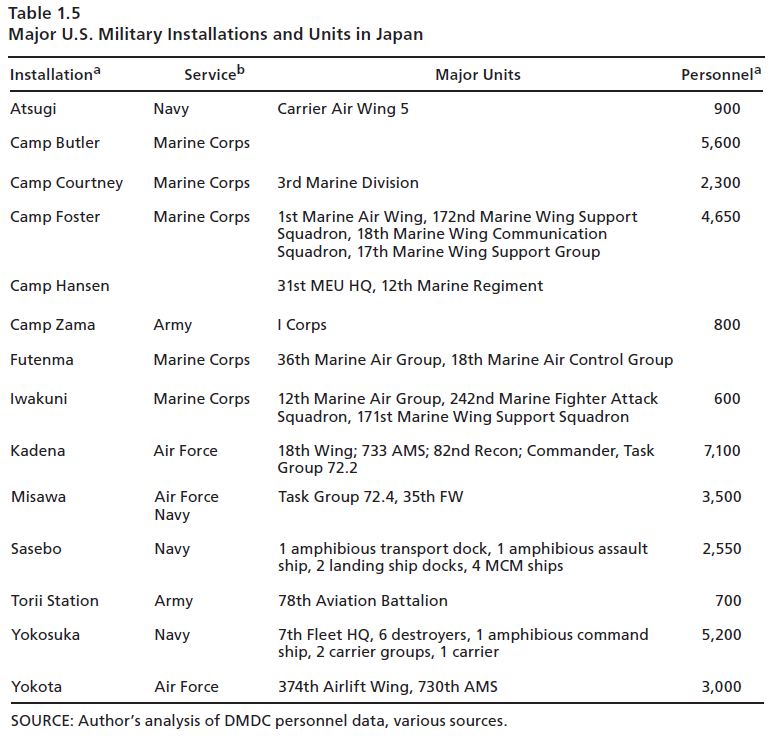 Table 1.5
Major U.S. Military Installations and Units in Japan
Installationa Serviceb Major Units Personnela
Atsugi Navy Carrier Air Wing 5 900
Camp Butler Marine Corps 5,600
Camp Courtney Marine Corps 3rd Marine Division 2,300
Camp Foster Marine Corps 1st Marine Air Wing, 172nd Marine Wing Support 4,650
Squadron, 18th Marine Wing Communication
Squadron, 17th Marine Wing Support Group
Camp Hansen 31st MEU HQ, 12th Marine Regiment
Camp Zama Army I Corps 800
Futenma Marine Corps 36th Marine Air Group, 18th Marine Air Control Group
Iwakuni Marine Corps 12th Marine Air Group, 242nd Marine Fighter Attack 600
Squadron, 171st Marine Wing Support Squadron
Kadena Air Force 18th Wing; 733 AMS; 82nd Recon; Commander, Task 7,100
Group 72.2
Misawa Air Force Task Group 72.4, 35th FW 3,500
Navy
Sasebo Navy 1 amphibious transport dock, 1 amphibious assault 2,550
ship, 2 landing ship docks, 4 MCM ships
Torii Station Army 78th Aviation Battalion 700
Yokosuka Navy 7th Fleet HQ, 6 destroyers, 1 amphibious command 5,200
ship, 2 carrier groups, 1 carrier
Yokota Air Force 374th Airlift Wing, 730th AMS 3,000
SOURCE: Author's analysis of DMDC personnel data, various sources.